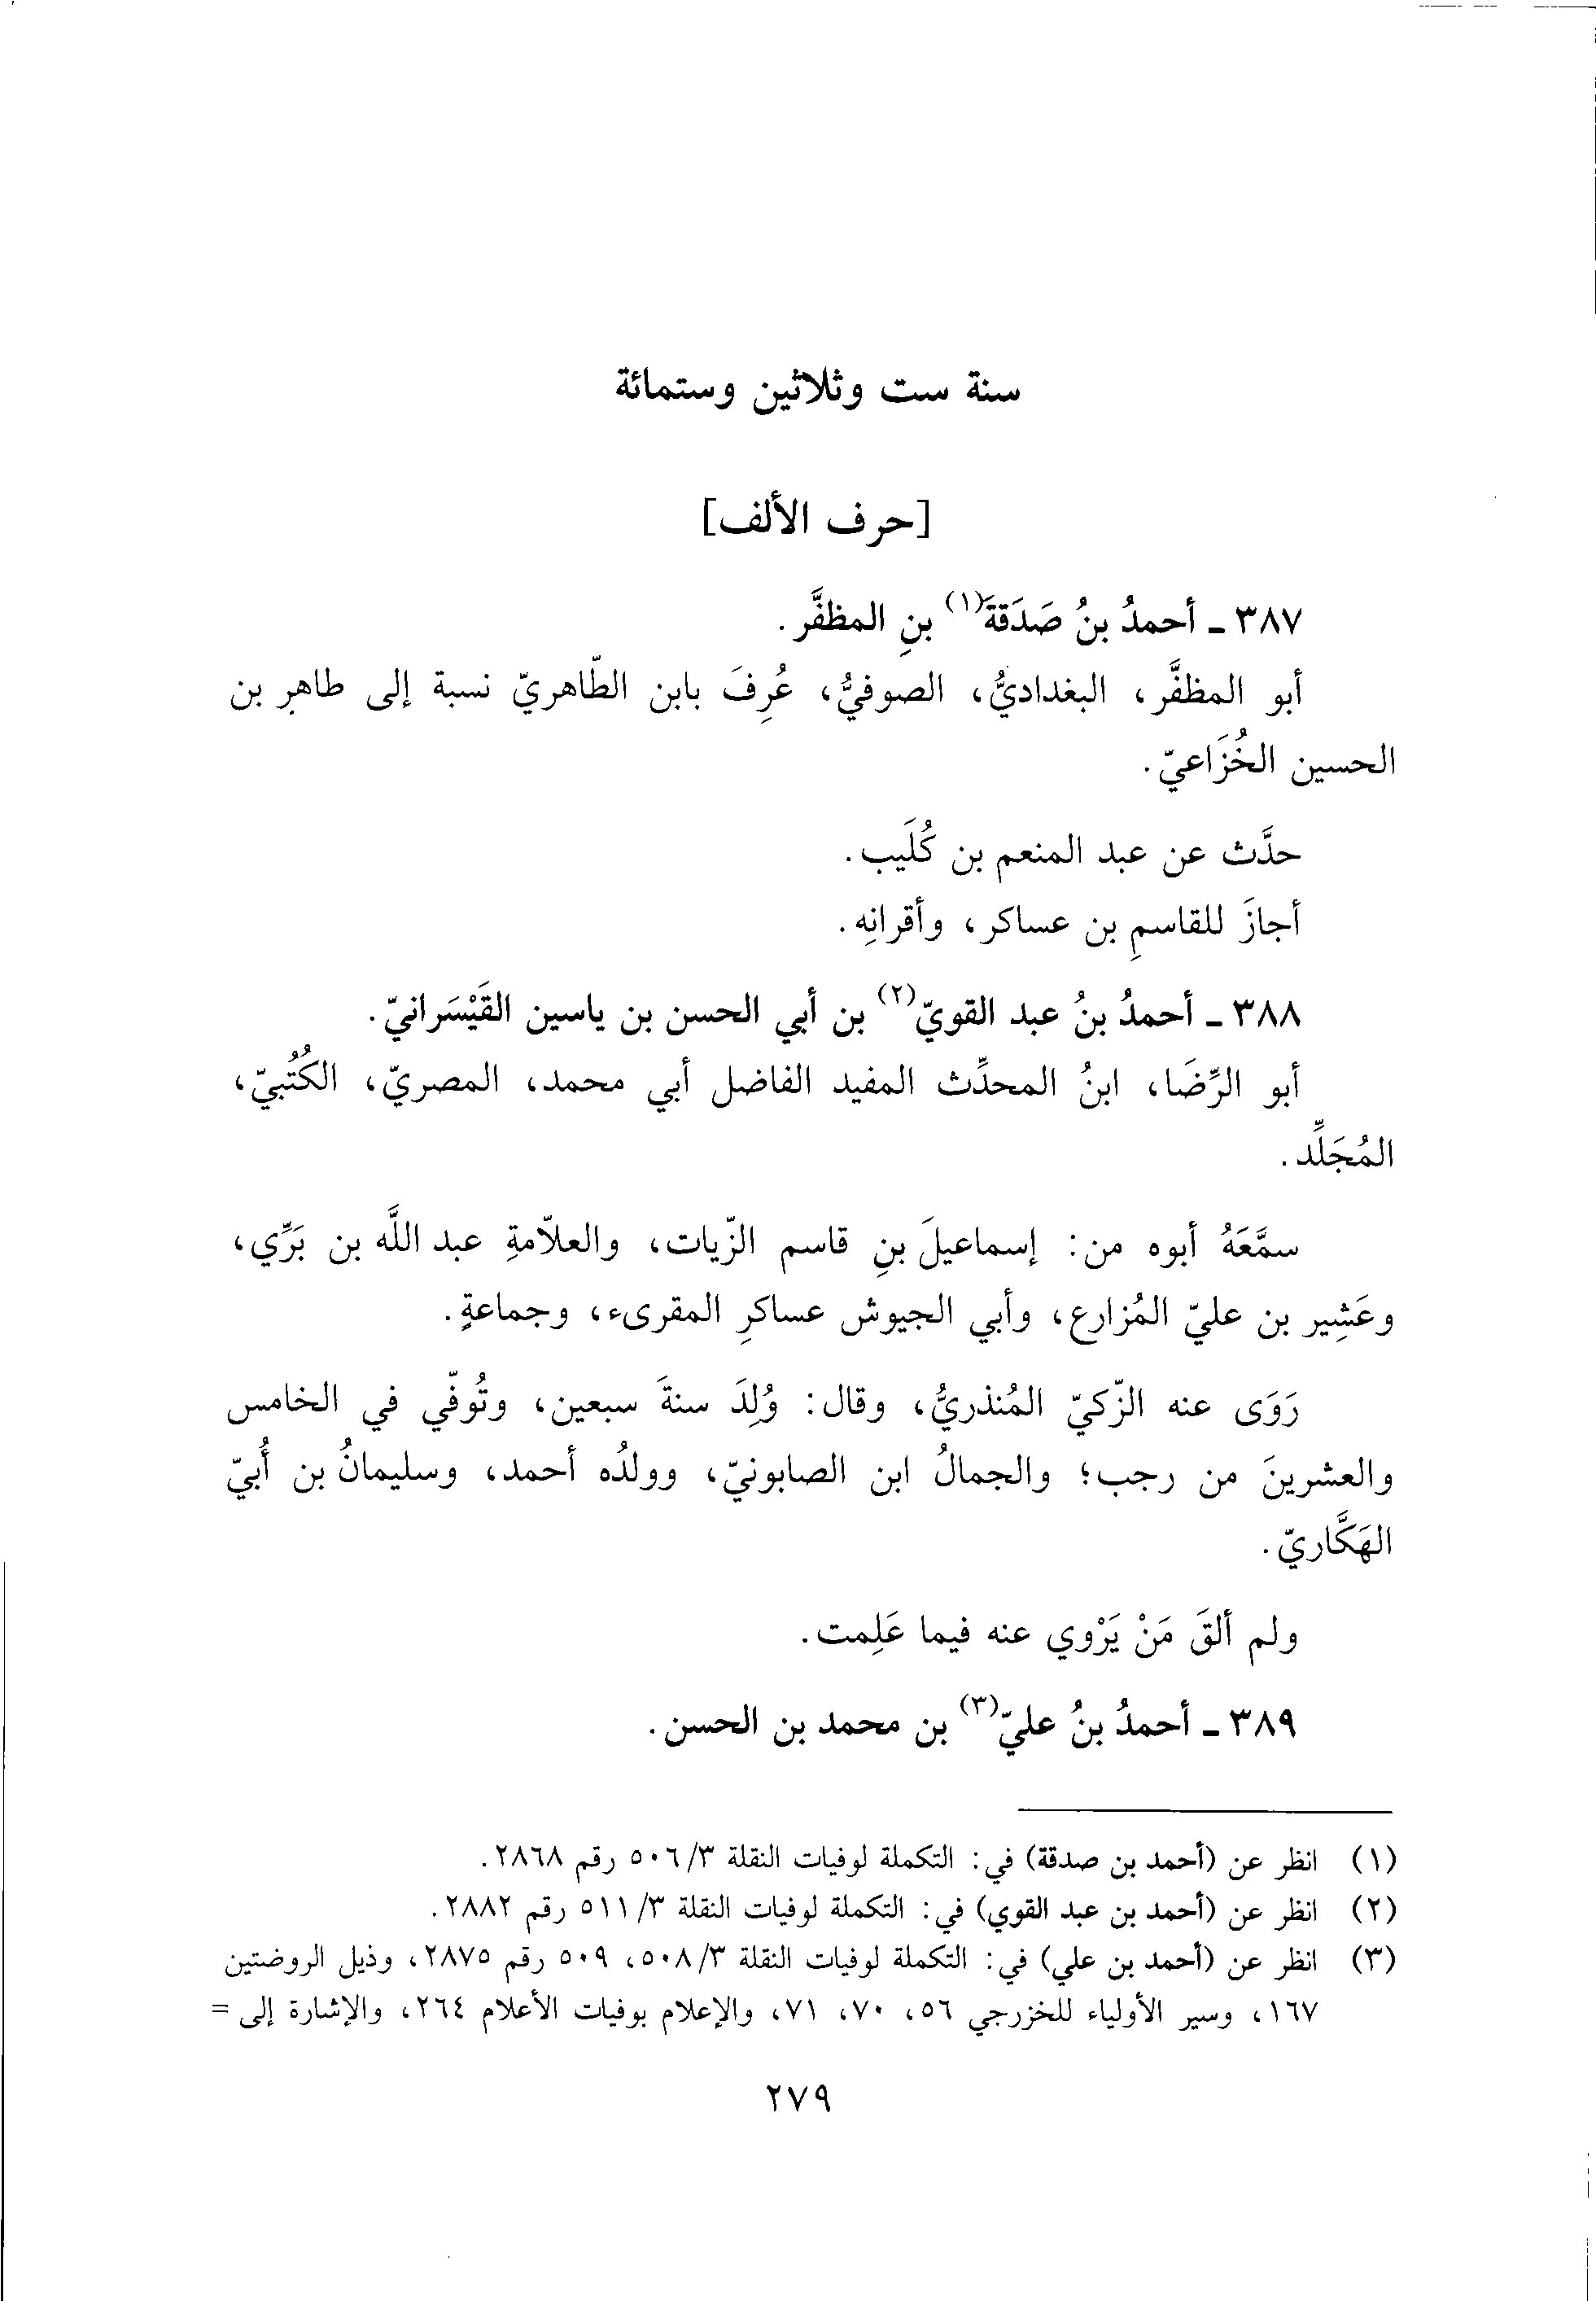 سنة ست وثلاثين وستمائة
[حرف الألف]
٣٨٧ ـ أحمدُ بنُ صَدَقةَ(١) بنِ المظفَّر.
أبو المظفَّر، البغداديُّ، الصوفيُّ، عُرِفَ بابن الطّاهريّ نسبة إلى طاهرِ بن
الحسين الخُزَاعيّ.
حدَّث عن عبد المنعم بن كُلَيب.
أجازَ للقاسمِ بن عساكر، وأقرانِه.
٣٨٨ ـ أحمدُ بنُ عبد القويّ(٢) بن أبي الحسن بن ياسين القَيْسَرانيّ.
أبو الرِّضَا، ابنُ المحدِّث المفيد الفاضل أبي محمد، المصريّ، الكُتُبيّ،
المُجَلِّد.
سمَّعَهُ أبوه من: إسماعيلَ بنِ قاسم الزّيات، والعلاّمةِ عبد اللَّه بن بَرِّي،
وعَشِير بن عليّ المُزارع، وأبي الجيوش عساكرِ المقرىء، وجماعةٍ.
رَوَى عنه الزّكيّ المُنذريُّ، وقال: وُلِدَ سنةَ سبعين، وتُوفّي في الخامس
والعشرينَ من رجب؛ والجمالُ ابن الصابونيّ، وولدُه أحمد، وسليمانُ بن أُبيّ
الهَكَّاريّ.
ولم ألقَ مَنْ يَرْوي عنه فيما عَلِمت.
٣٨٩ ـ أحمدُ بنُ عليّ(٣) بن محمد بن الحسن.
(١) انظر عن (أحمد بن صدقة) في: التكملة لوفيات النقلة ٣/ ٥٠٦ رقم ٢٨٦٨.
(٢) انظر عن (أحمد بن عبد القوي) في: التكملة لوفيات النقلة ٣/ ٥١١ رقم ٢٨٨٢.
(٣) انظر عن (أحمد بن علي) في: التكملة لوفيات النقلة ٣/ ٥٠٨، ٥٠٩ رقم ٢٨٧٥، وذيل الروضتين
١٦٧، وسير الأولياء للخزرجي ٥٦، ٧٠، ٧١، والإعلام بوفيات الأعلام ٢٦٤، والإشارة إلى =
٢٧٩